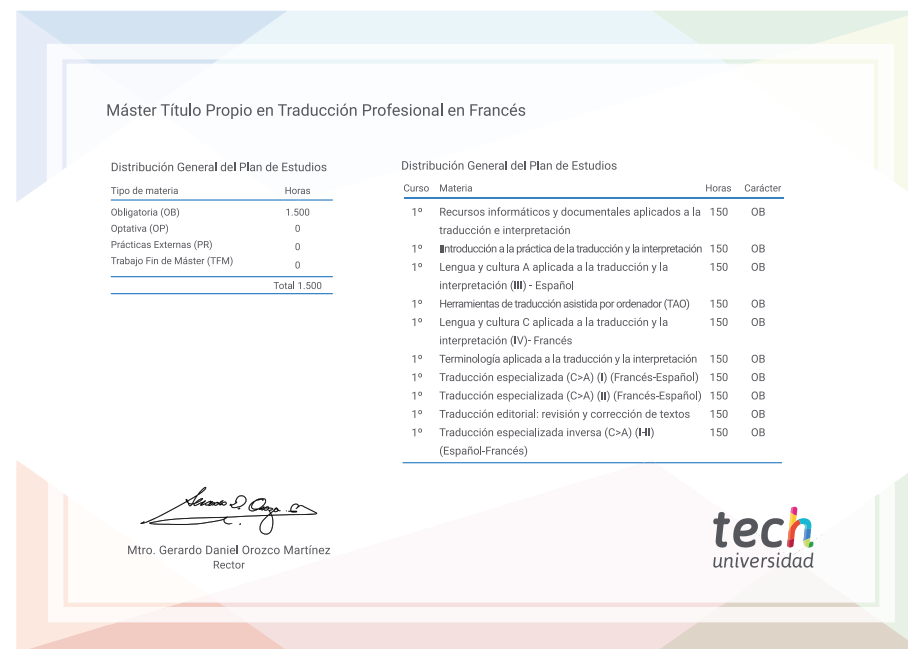 Máster Título Propio en Traducción Profesional en Francés
Distribución General del Plan de Estudios
Tipo de materia Horas
Obligatoria (OB) 1.500
Optativa (OP) 0
Prácticas Externas (PR) 0
Trabajo Fin de Máster (TFM) 0
Total 1.500
Distribución General del Plan de Estudios
Curso Materia Horas Carácter
1º Recursos informáticos y documentales aplicados a la 150 OB
traducción e interpretación
1º Introducción a la práctica de la traducción y la interpretación 150 OB
1º Lengua y cultura A aplicada a la traducción y la 150 OB
interpretación (III) - Español
1º Herramientas de traducción asistida por ordenador (TAO) 150 OB
1º Lengua y cultura C aplicada a la traducción y la 150 OB
interpretación (IV)- Francés
1º Terminología aplicada a la traducción y la interpretación 150 OB
1º Traducción especializada (C>A) (I) (Francés-Español) 150 OB
1º Traducción especializada (C>A) (II) (Francés-Español) 150 OB
1º Traducción editorial: revisión y corrección de textos 150 OB
1º Traducción especializada inversa (C>A) (I-II) 150 OB
(Español-Francés)
Mtro. Gerardo Daniel Orozco Martínez
Rector
tech
universidad